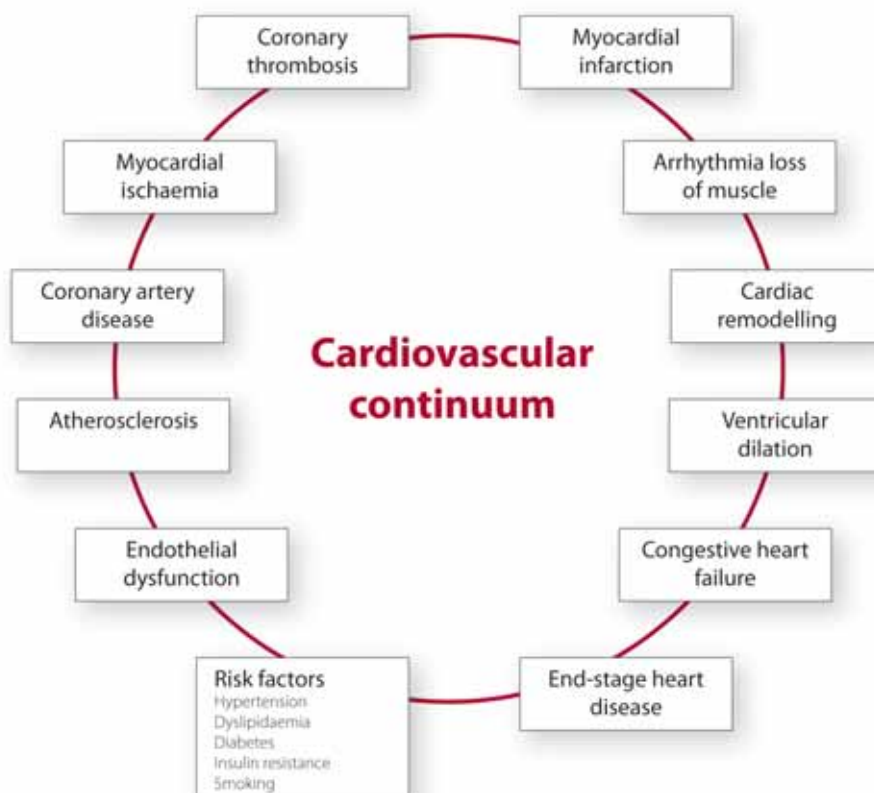 Coronary
thrombosis
Myocardial
infarction
Myocardial
ischaemia
Arrhythmia loss
of muscle
Coronary artery
disease
Cardiac
remodelling
Cardiovascular
continuum
Atherosclerosis
Ventricular
dilation
Endothelial
dysfunction
Congestive heart
failure
Risk factors
Hypertension
Dyslipidaemia
Diabetes
Insulin resistance
Smoking
End-stage heart
disease